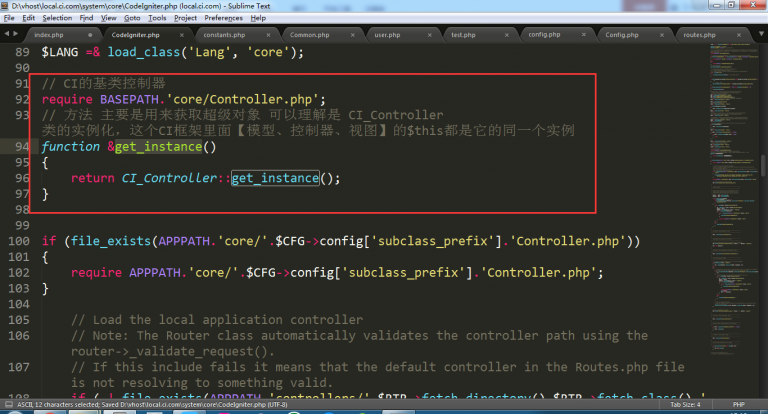 D:\vhost\local.ci.com\system\core\CodeIgniter.php (local.ci.com) - Sublime Text
File Edit Selection Find View Goto Tools Project Preferences Help
index.php CodeIgniter.php constants.php Common.php user.php test.php config.php Config.php routes.php
89 $LANG =& load_class('Lang', 'core');
90
91 // CI的基类控制器
92 require BASEPATH.'core/Controller.php';
93 // 方法 主要是用来获取超级对象 可以理解是 CI_Controller
类的实例化，这个CI框架里面【模型、控制器、视图】的$this都是它的同一个实例
94 function &get_instance()
95 {
96 return CI_Controller::get_instance();
97 }
98
99
100 if (file_exists(APPPATH.'core/'.$CFG->config['subclass_prefix'].'Controller.php'))
101 {
102 require APPPATH.'core/'.$CFG->config['subclass_prefix'].'Controller.php';
103 }
104
105 // Load the local application controller
106 // Note: The Router class automatically validates the controller path using the
router->_validate_request().
107 // If this include fails it means that the default controller in the Routes.php file
is not resolving to something valid.
108 if ( ! file_exists(APPPATH.'controllers/'.$RTR->fetch_directory().$RTR->fetch_class().'
ASCII, 12 characters selected; Saved D:\vhost\local.ci.com\system\core\CodeIgniter.php (UTF-8) Tab Size: 4 PHP